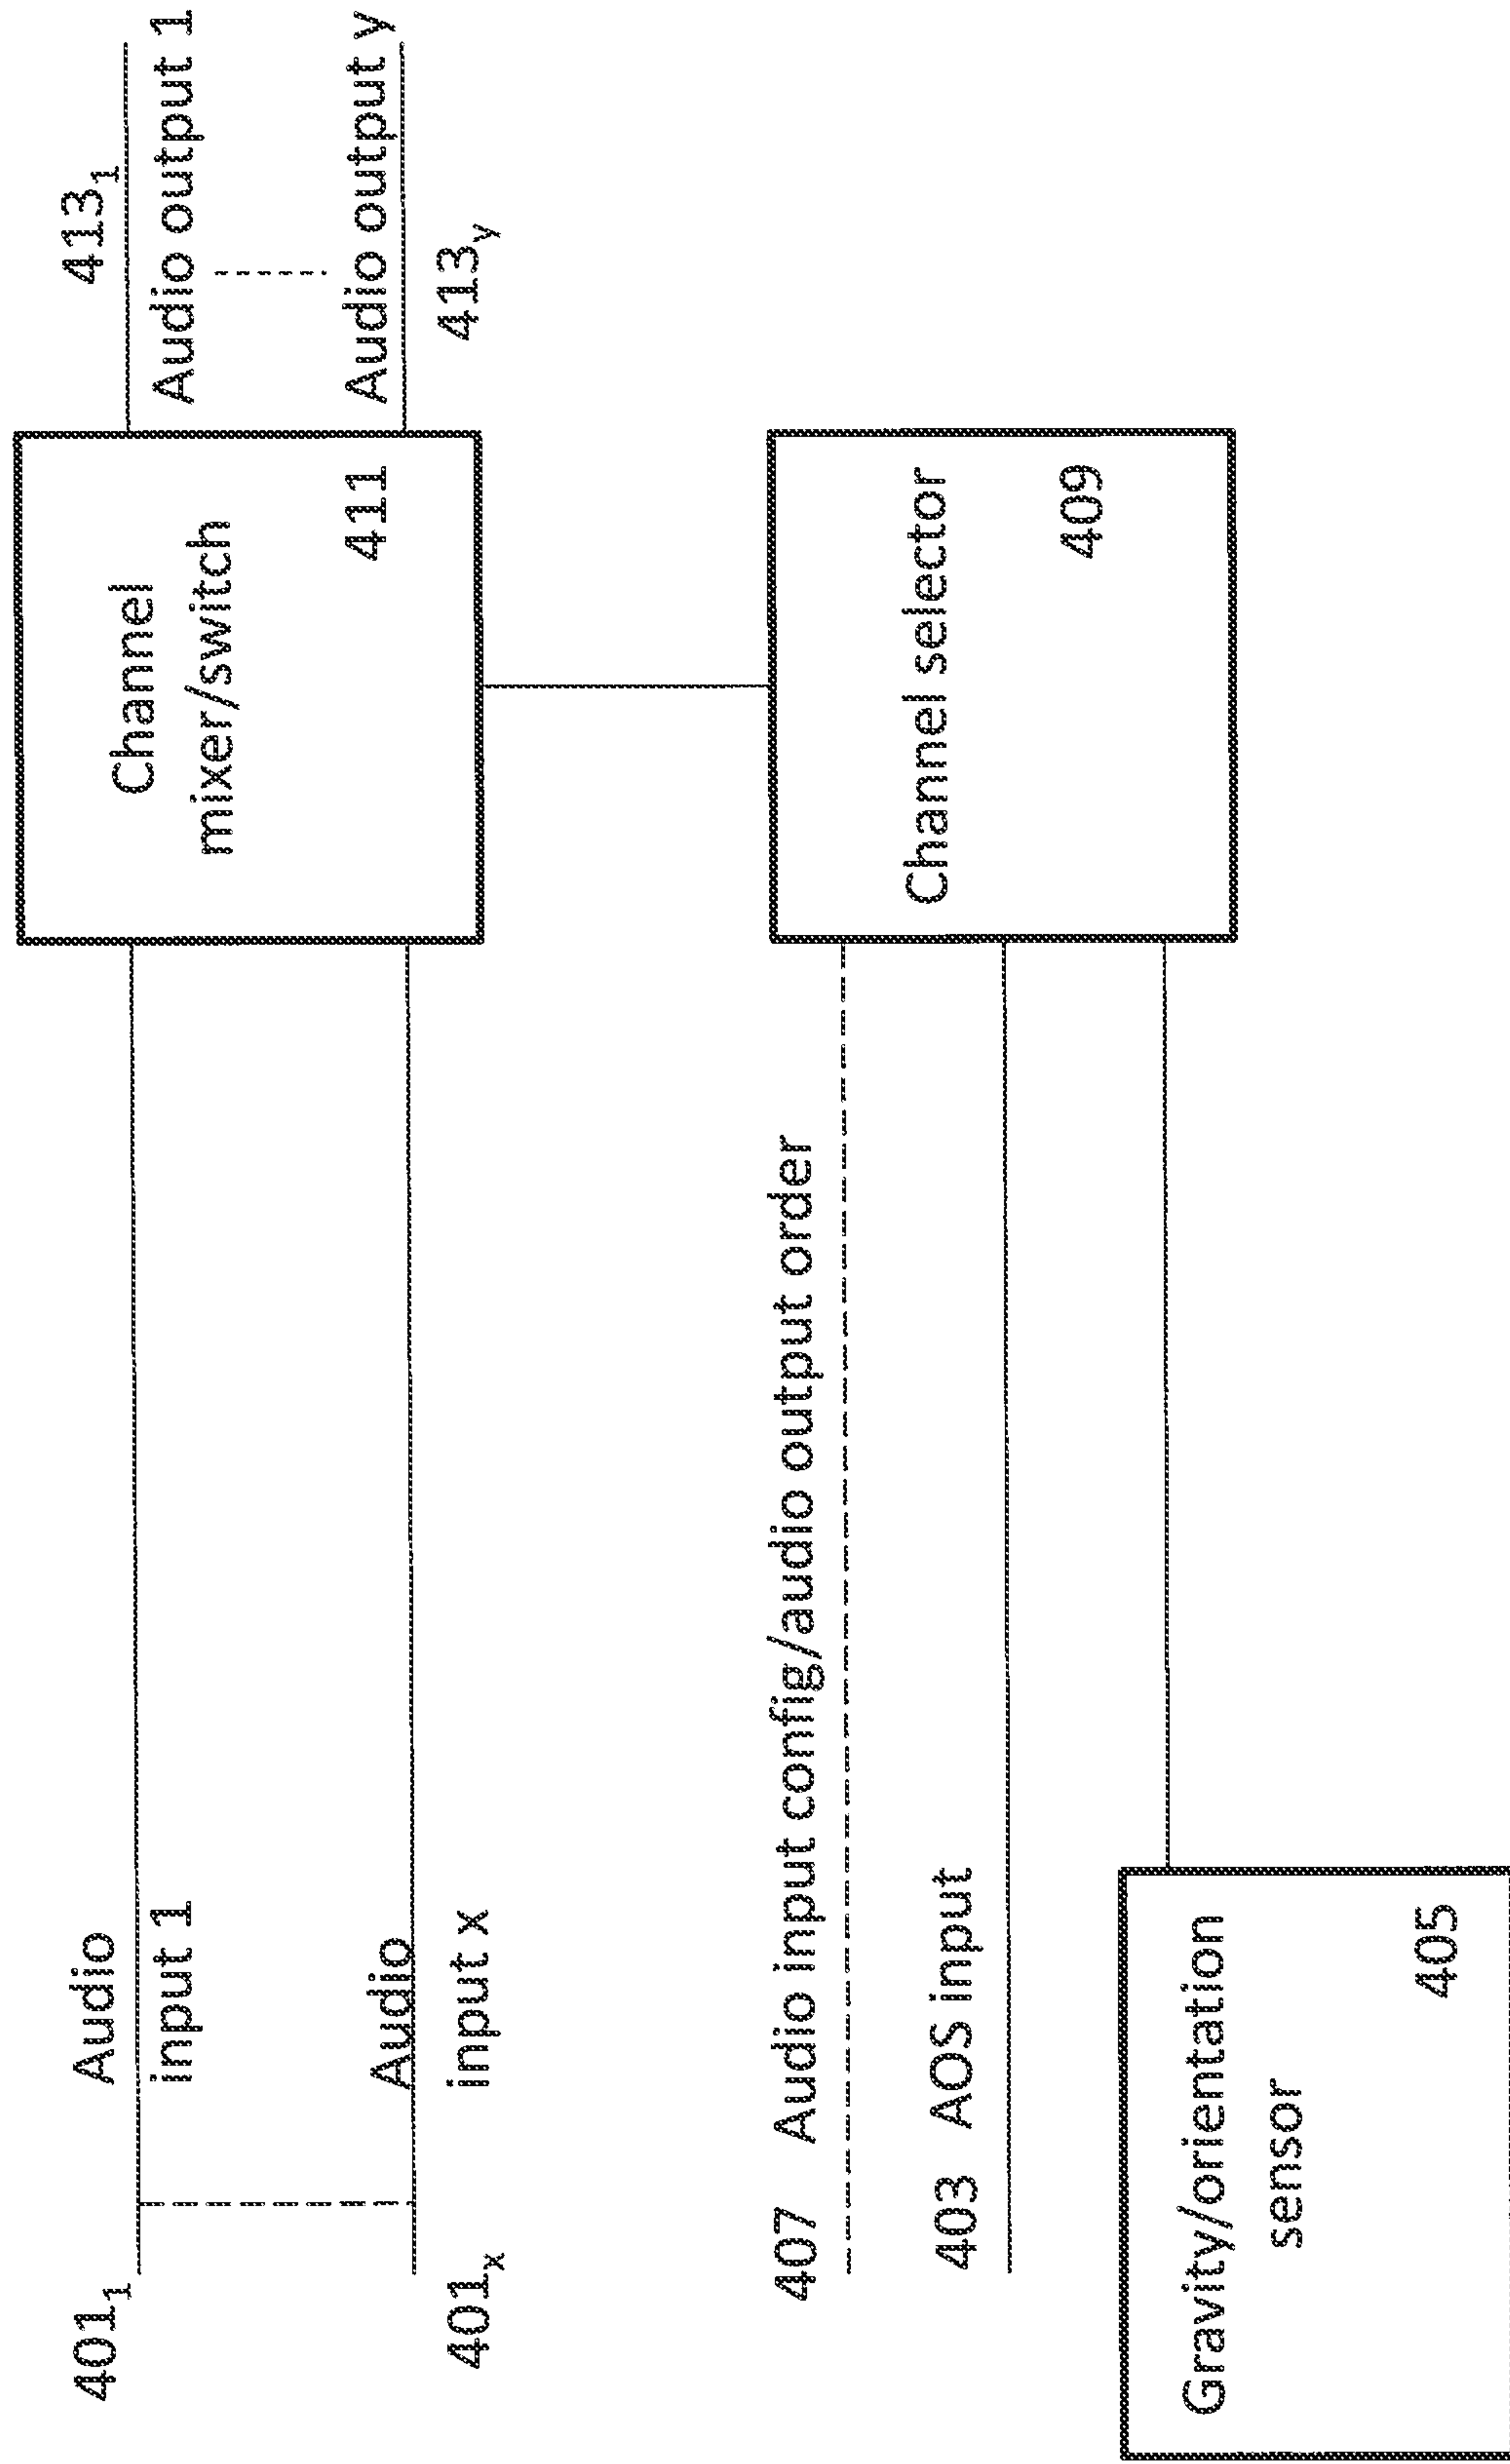 401₁
Audio
input 1
Audio
input x
401ₓ
Channel
mixer/switch
411
413₁
Audio output 1
Audio output y
413ᵧ
407 Audio input config/audio output order
403 AOS input
Channel selector
409
Gravity/orientation
sensor
405